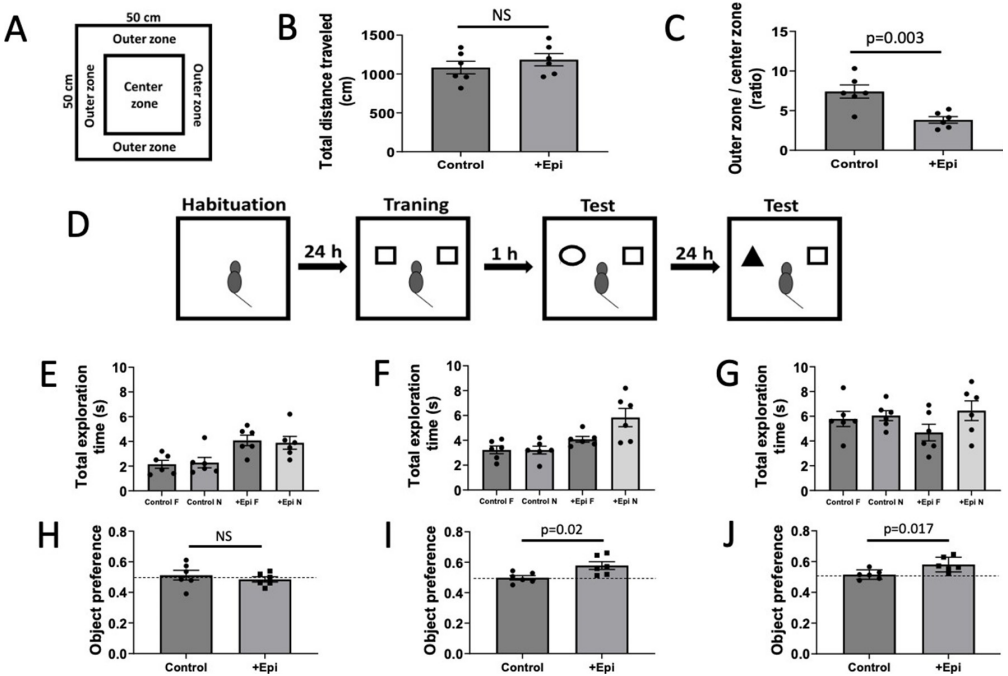 A
50 cm
50 cm
Outer zone
Outer zone
Center
zone
Outer zone
Outer zone
B
NS
Total distance traveled
(cm)
1500
1000
500
0
Control
+Epi
C
p=0.003
Outer zone / center zone
(ratio)
15
10
5
0
Control
+Epi
D
Habituation
24 h
Traning
1 h
Test
24 h
Test
E
Total exploration
time (s)
10
8
6
4
2
0
Control F
Control N
+Epi F
+Epi N
F
Total exploration
time (s)
10
8
6
4
2
0
Control F
Control N
+Epi F
+Epi N
G
Total exploration
time (s)
10
8
6
4
2
0
Control F
Control N
+Epi F
+Epi N
H
NS
Object preference
0.8
0.6
0.4
0.2
0.0
Control
+Epi
I
p=0.02
Object preference
0.8
0.6
0.4
0.2
0.0
Control
+Epi
J
p=0.017
Object preference
0.8
0.6
0.4
0.2
0.0
Control
+Epi